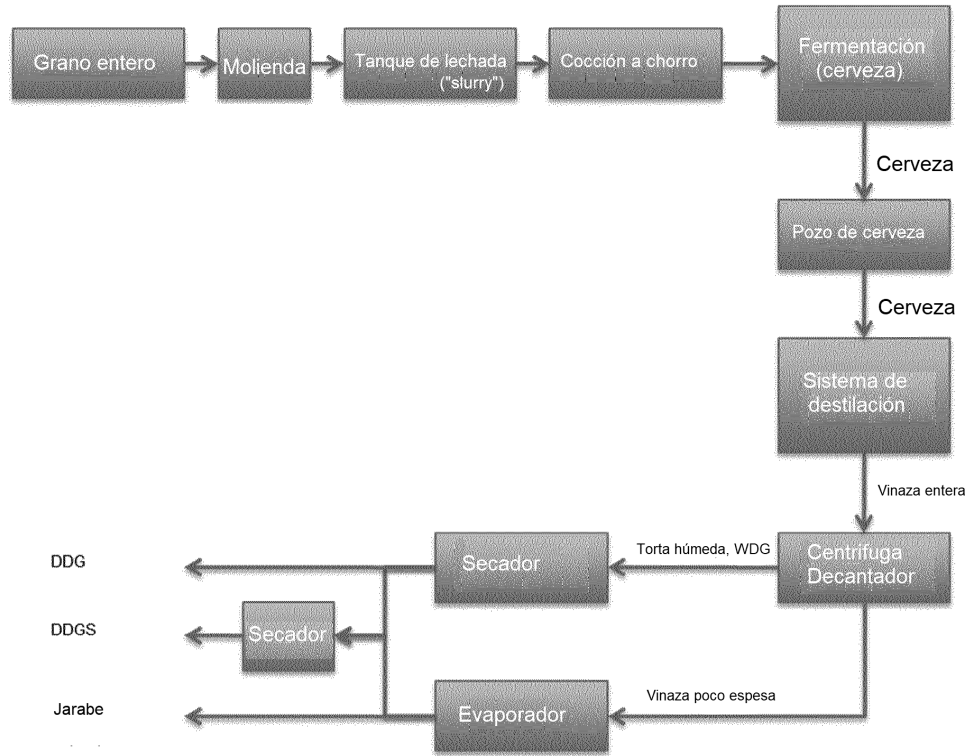 Grano entero
Molienda
Tanque de lechada
("slurry")
Cocción a chorro
Fermentación
(cerveza)
Cerveza
Pozo de cerveza
Cerveza
Sistema de
destilación
Vinaza entera
Centrífuga
Decantador
Torta húmeda, WDG
Secador
DDG
Secador
DDGS
Vinaza poco espesa
Evaporador
Jarabe